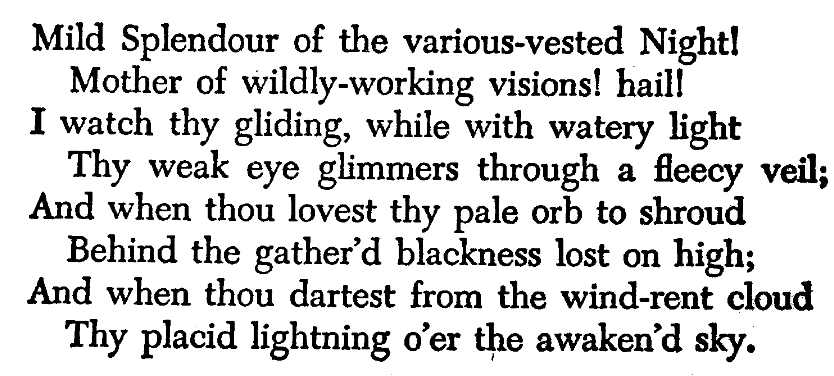 Mild Splendour of the various-vested Night!
Mother of wildly-working visions! hail!
I watch thy gliding, while with watery light
Thy weak eye glimmers through a fleecy veil;
And when thou lovest thy pale orb to shroud
Behind the gather'd blackness lost on high;
And when thou dartest from the wind-rent cloud
Thy placid lightning o'er the awaken'd sky.